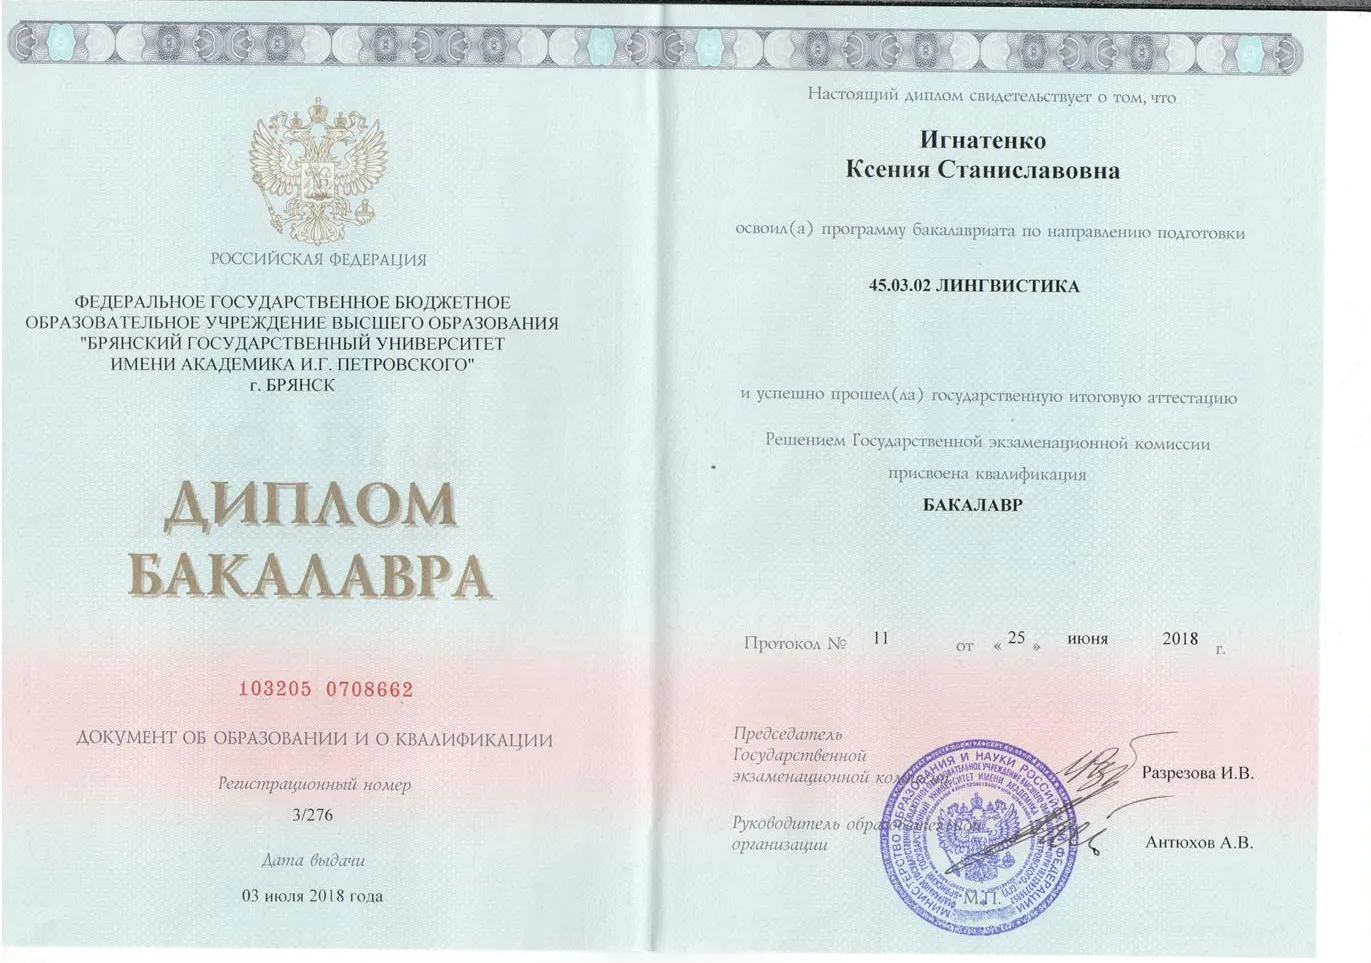 РОССИЙСКАЯ ФЕДЕРАЦИЯ
ФЕДЕРАЛЬНОЕ ГОСУДАРСТВЕННОЕ БЮДЖЕТНОЕ
ОБРАЗОВАТЕЛЬНОЕ УЧРЕЖДЕНИЕ ВЫСШЕГО ОБРАЗОВАНИЯ
"БРЯНСКИЙ ГОСУДАРСТВЕННЫЙ УНИВЕРСИТЕТ
ИМЕНИ АКАДЕМИКА И.Г. ПЕТРОВСКОГО"
г. БРЯНСК
ДИПЛОМ
БАКАЛАВРА
103205 0708662
ДОКУМЕНТ ОБ ОБРАЗОВАНИИ И О КВАЛИФИКАЦИИ
Регистрационный номер
3/276
Дата выдачи
03 июля 2018 года
Настоящий диплом свидетельствует о том, что
Игнатенко
Ксения Станиславовна
освоил(а) программу бакалавриата по направлению подготовки
45.03.02 ЛИНГВИСТИКА
и успешно прошел(ла) государственную итоговую аттестацию
Решением Государственной экзаменационной комиссии
присвоена квалификация
БАКАЛАВР
Протокол № 11 от « 25 » июня 2018 г.
Председатель
Государственной
экзаменационной комиссии
Разрезова И.В.
Руководитель образовательной
организации
Антюхов А.В.
М.П.